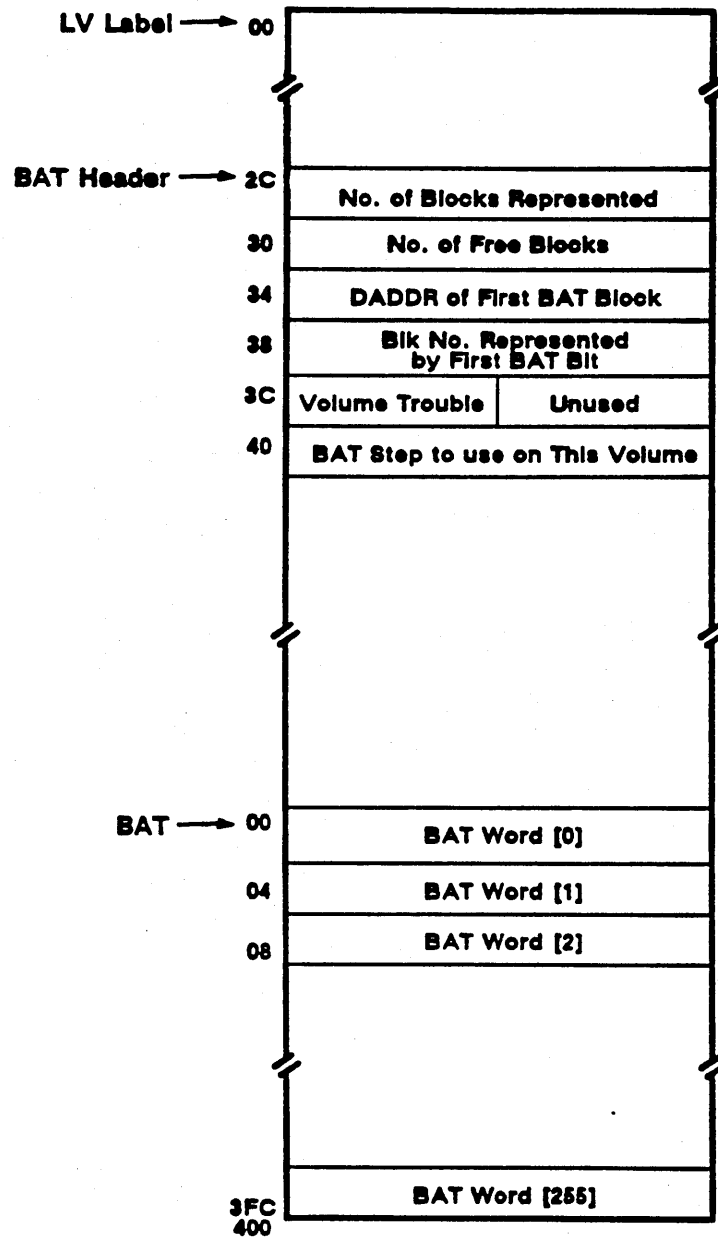 LV Label 00
BAT Header 2C No. of Blocks Represented
30 No. of Free Blocks
34 DADDR of First BAT Block
38 Blk No. Represented
by First BAT Bit
3C Volume Trouble Unused
40 BAT Step to use on This Volume
BAT 00 BAT Word [0]
04 BAT Word [1]
08 BAT Word [2]
3FC BAT Word [255]
400